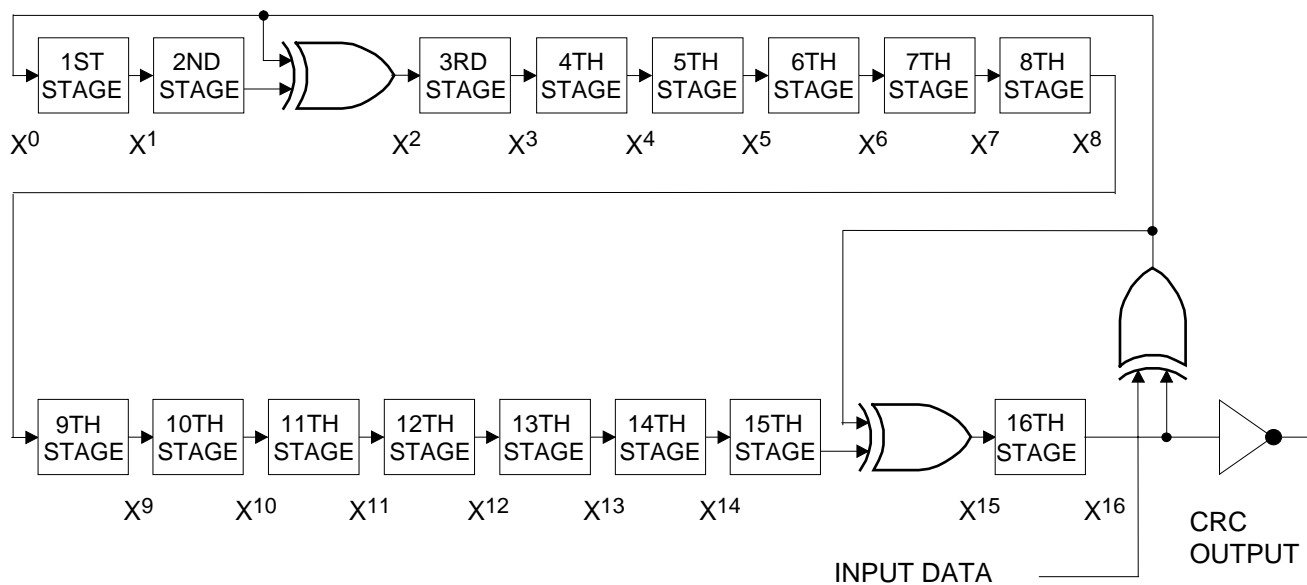 1ST
STAGE
2ND
STAGE
3RD
STAGE
4TH
STAGE
5TH
STAGE
6TH
STAGE
7TH
STAGE
8TH
STAGE
X⁰
X¹
X²
X³
X⁴
X⁵
X⁶
X⁷
X⁸
9TH
STAGE
10TH
STAGE
11TH
STAGE
12TH
STAGE
13TH
STAGE
14TH
STAGE
15TH
STAGE
16TH
STAGE
X⁹
X¹⁰
X¹¹
X¹²
X¹³
X¹⁴
X¹⁵
X¹⁶
CRC
OUTPUT
INPUT DATA